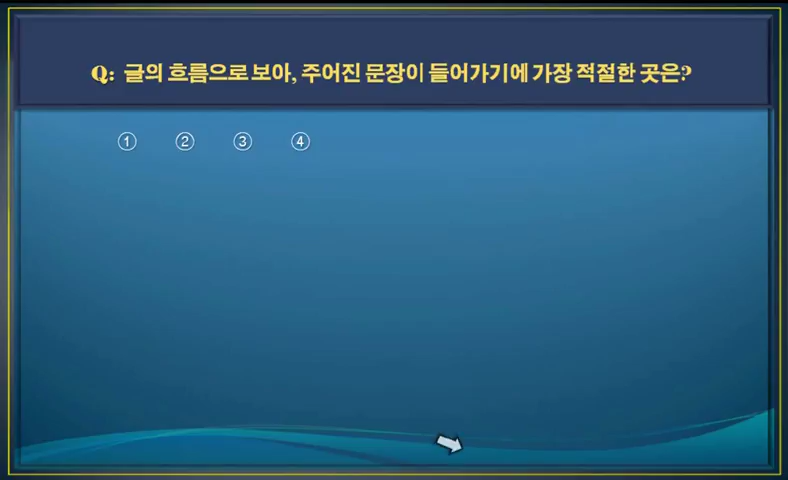 Q: 글의 흐름으로 보아, 주어진 문장이 들어가기에 가장 적절한 곳은?
① ② ③ ④